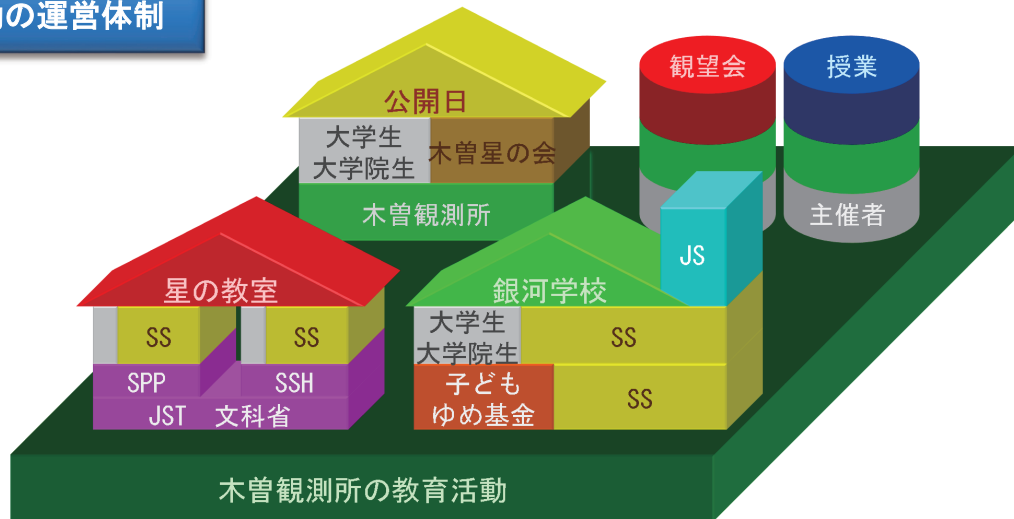 の運営体制
公開日
大学生
大学院生
木曽星の会
木曽観測所
観望会
授業
主催者
星の教室
SS
SS
SPP
SSH
JST 文科省
銀河学校
JS
大学生
大学院生
SS
子ども
ゆめ基金
SS
木曽観測所の教育活動